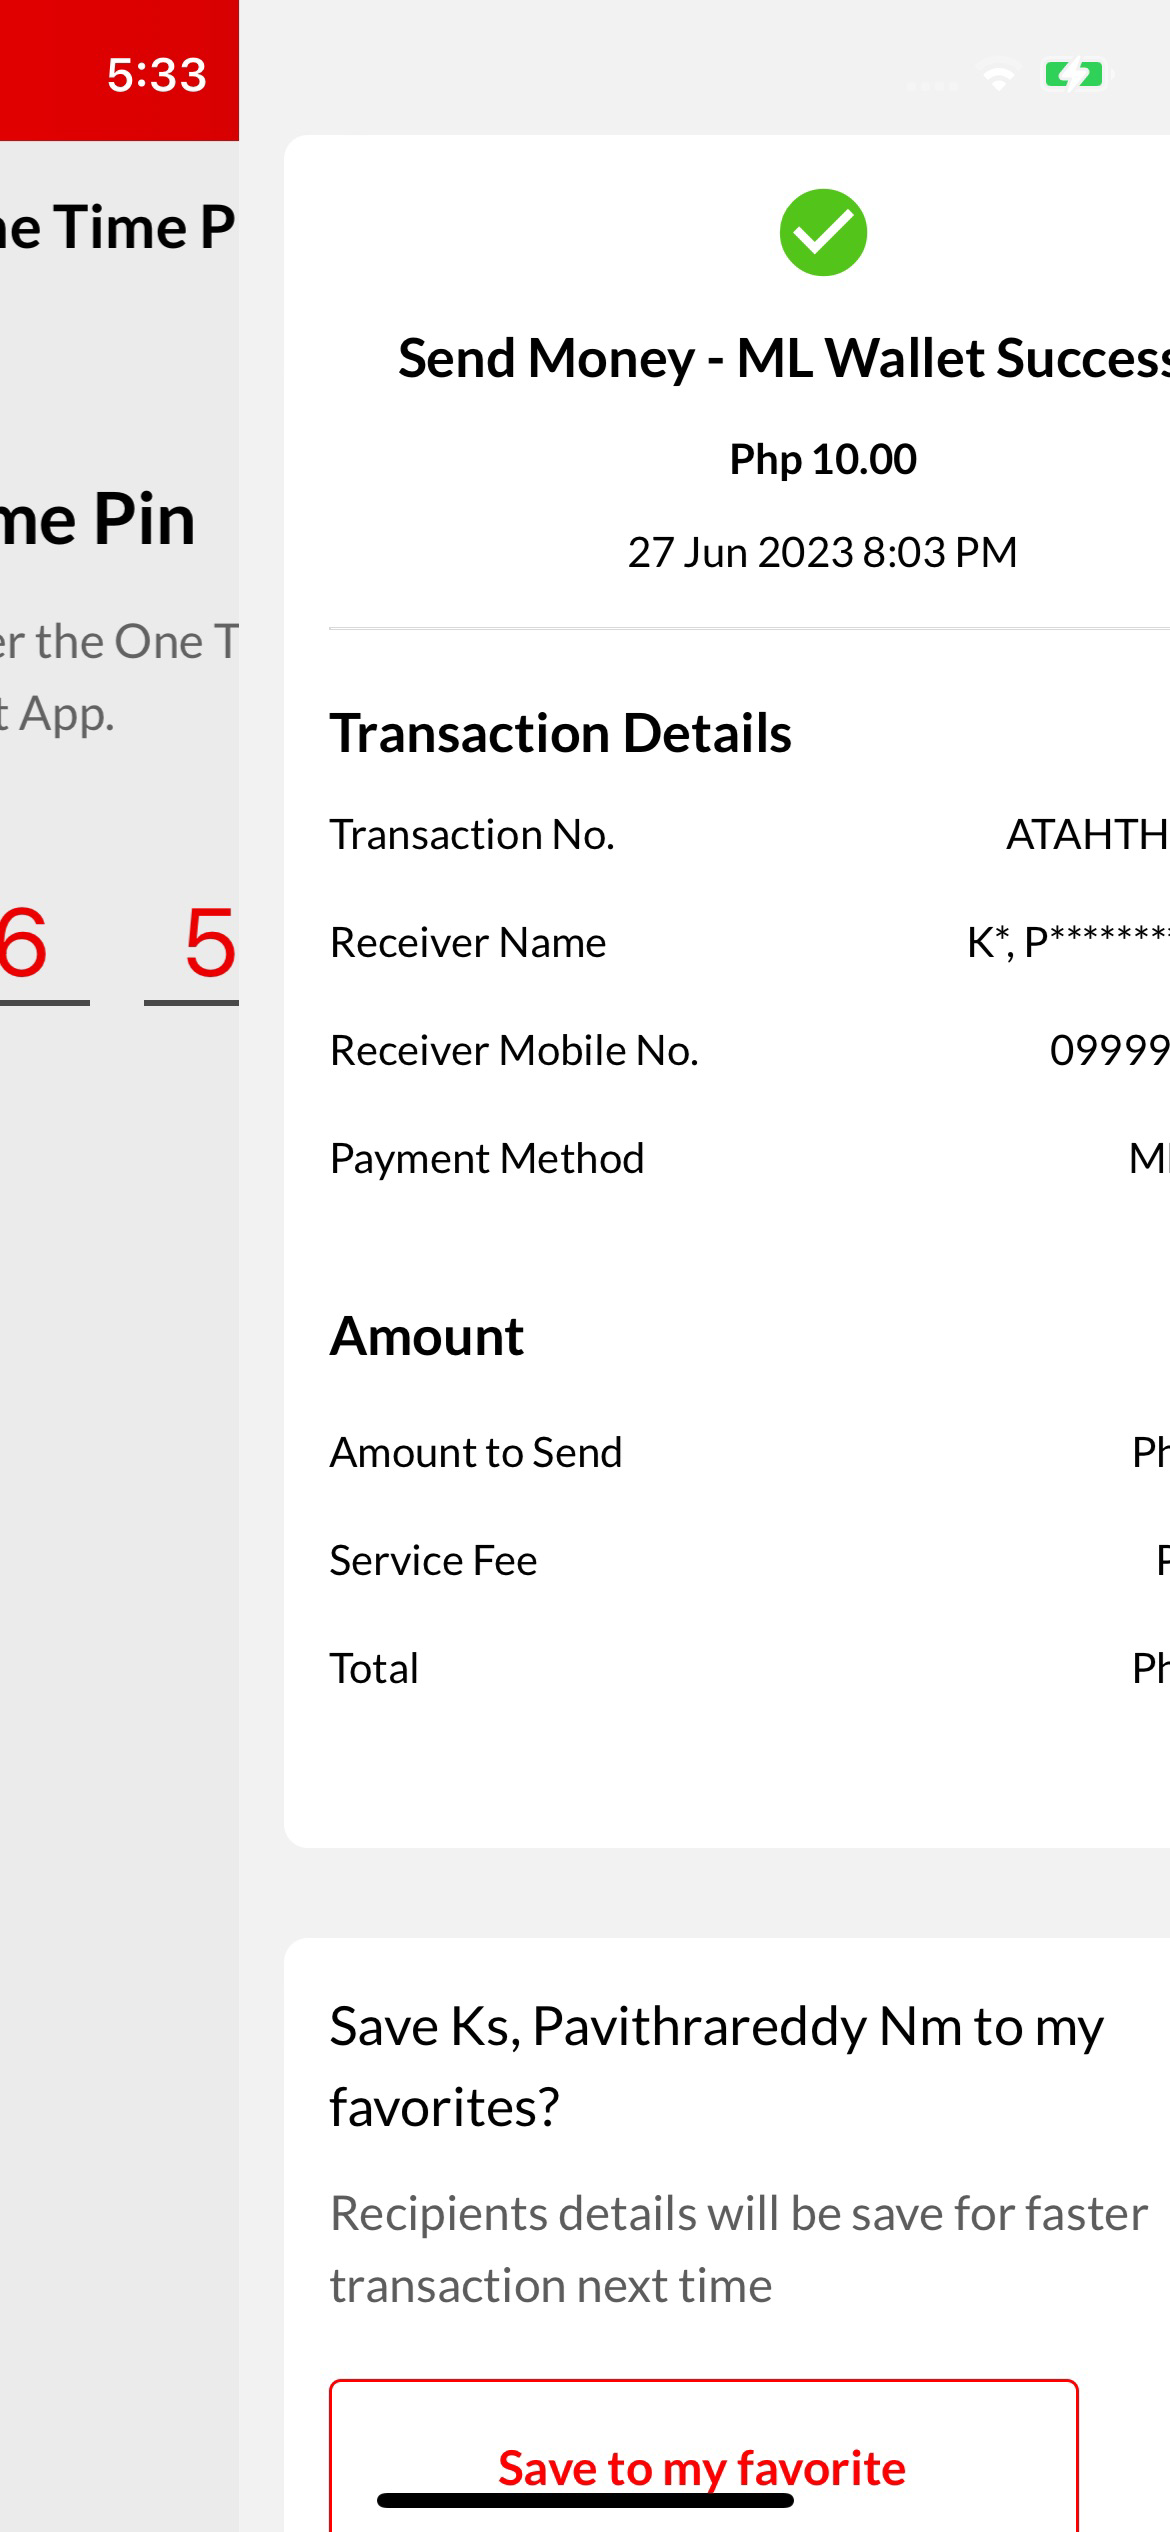 5:33
ne Time P
me Pin
er the One T
t App.
6 5
Send Money - ML Wallet Success
Php 10.00
27 Jun 2023 8:03 PM
Transaction Details
Transaction No. ATAHTH
Receiver Name K*, P********
Receiver Mobile No. 09999
Payment Method ML
Amount
Amount to Send Ph
Service Fee P
Total Ph
Save Ks, Pavithrareddy Nm to my
favorites?
Recipients details will be save for faster
transaction next time
Save to my favorite